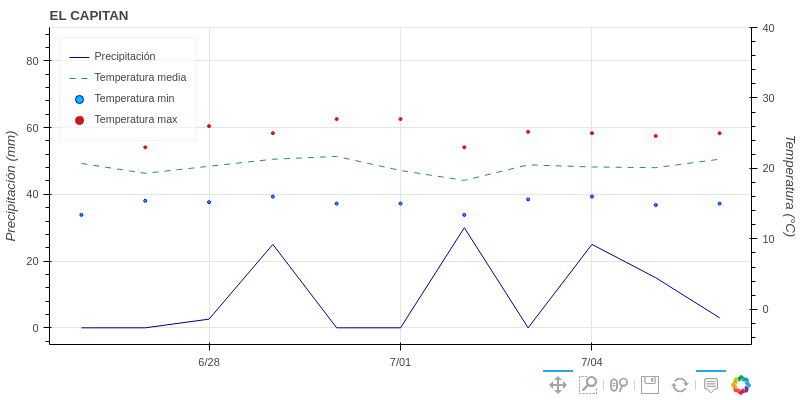 EL CAPITAN
Precipitación
Temperatura media
Temperatura min
Temperatura max
80
60
40
20
0
Precipitación (mm)
40
30
20
10
0
Temperatura (°C)
6/28
7/01
7/04